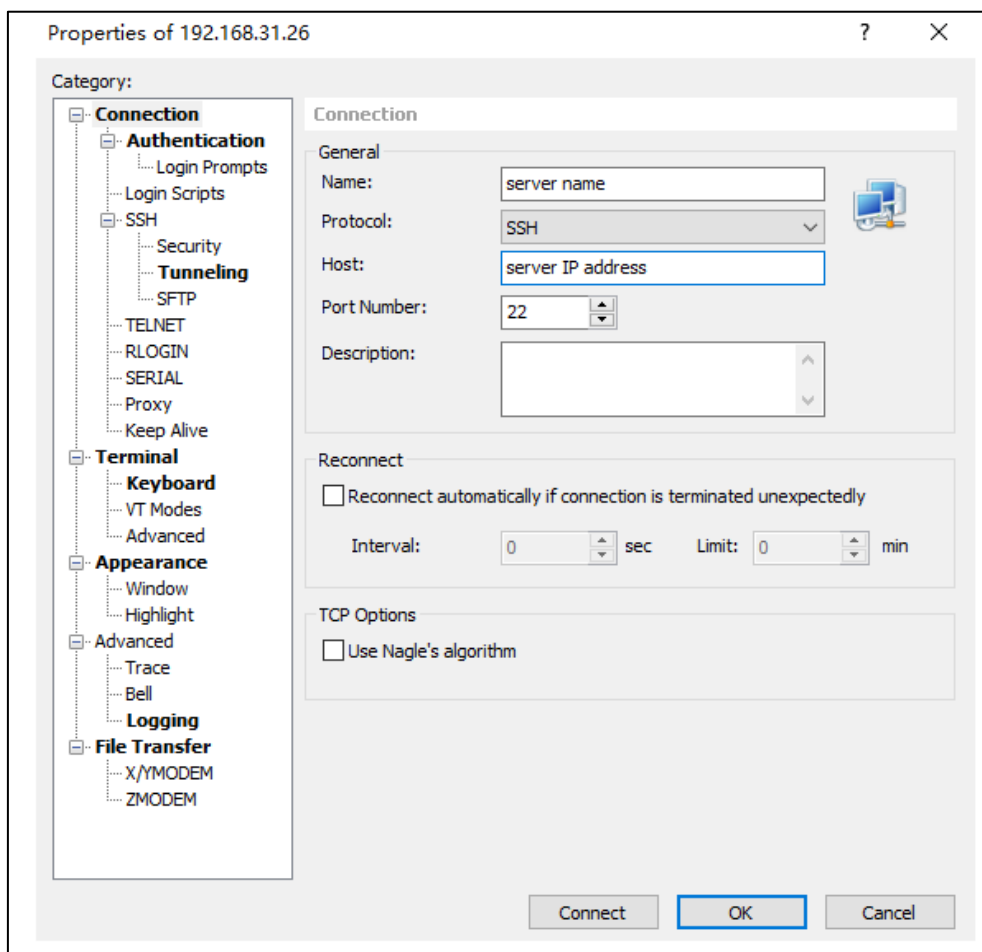 Properties of 192.168.31.26
?
Category:
Connection
Authentication
Login Prompts
Login Scripts
SSH
Security
Tunneling
SFTP
TELNET
RLOGIN
SERIAL
Proxy
Keep Alive
Terminal
Keyboard
VT Modes
Advanced
Appearance
Window
Highlight
Advanced
Trace
Bell
Logging
File Transfer
X/YMODEM
ZMODEM
Connection
General
Name: server name
Protocol: SSH
Host: server IP address
Port Number: 22
Description:
Reconnect
Reconnect automatically if connection is terminated unexpectedly
Interval: 0 sec Limit: 0 min
TCP Options
Use Nagle's algorithm
Connect OK Cancel